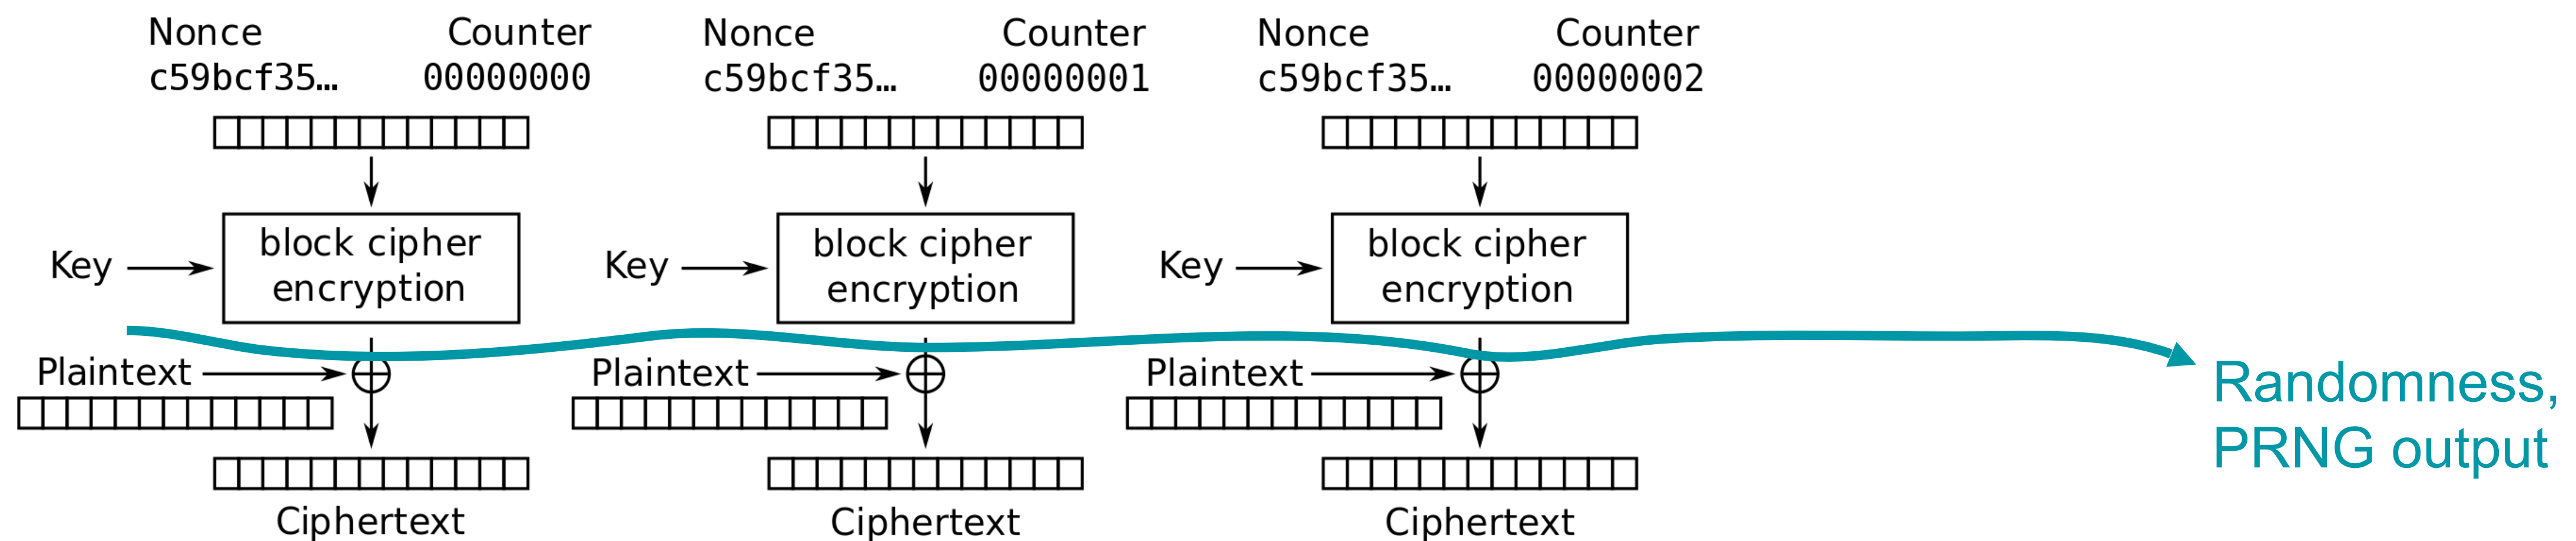 Nonce Counter Nonce Counter Nonce Counter
c59bcf35… 00000000 c59bcf35… 00000001 c59bcf35… 00000002
block cipher block cipher block cipher
Key Key Key
encryption encryption encryption
Plaintext Plaintext Plaintext
Randomness,
PRNG output
Ciphertext Ciphertext Ciphertext